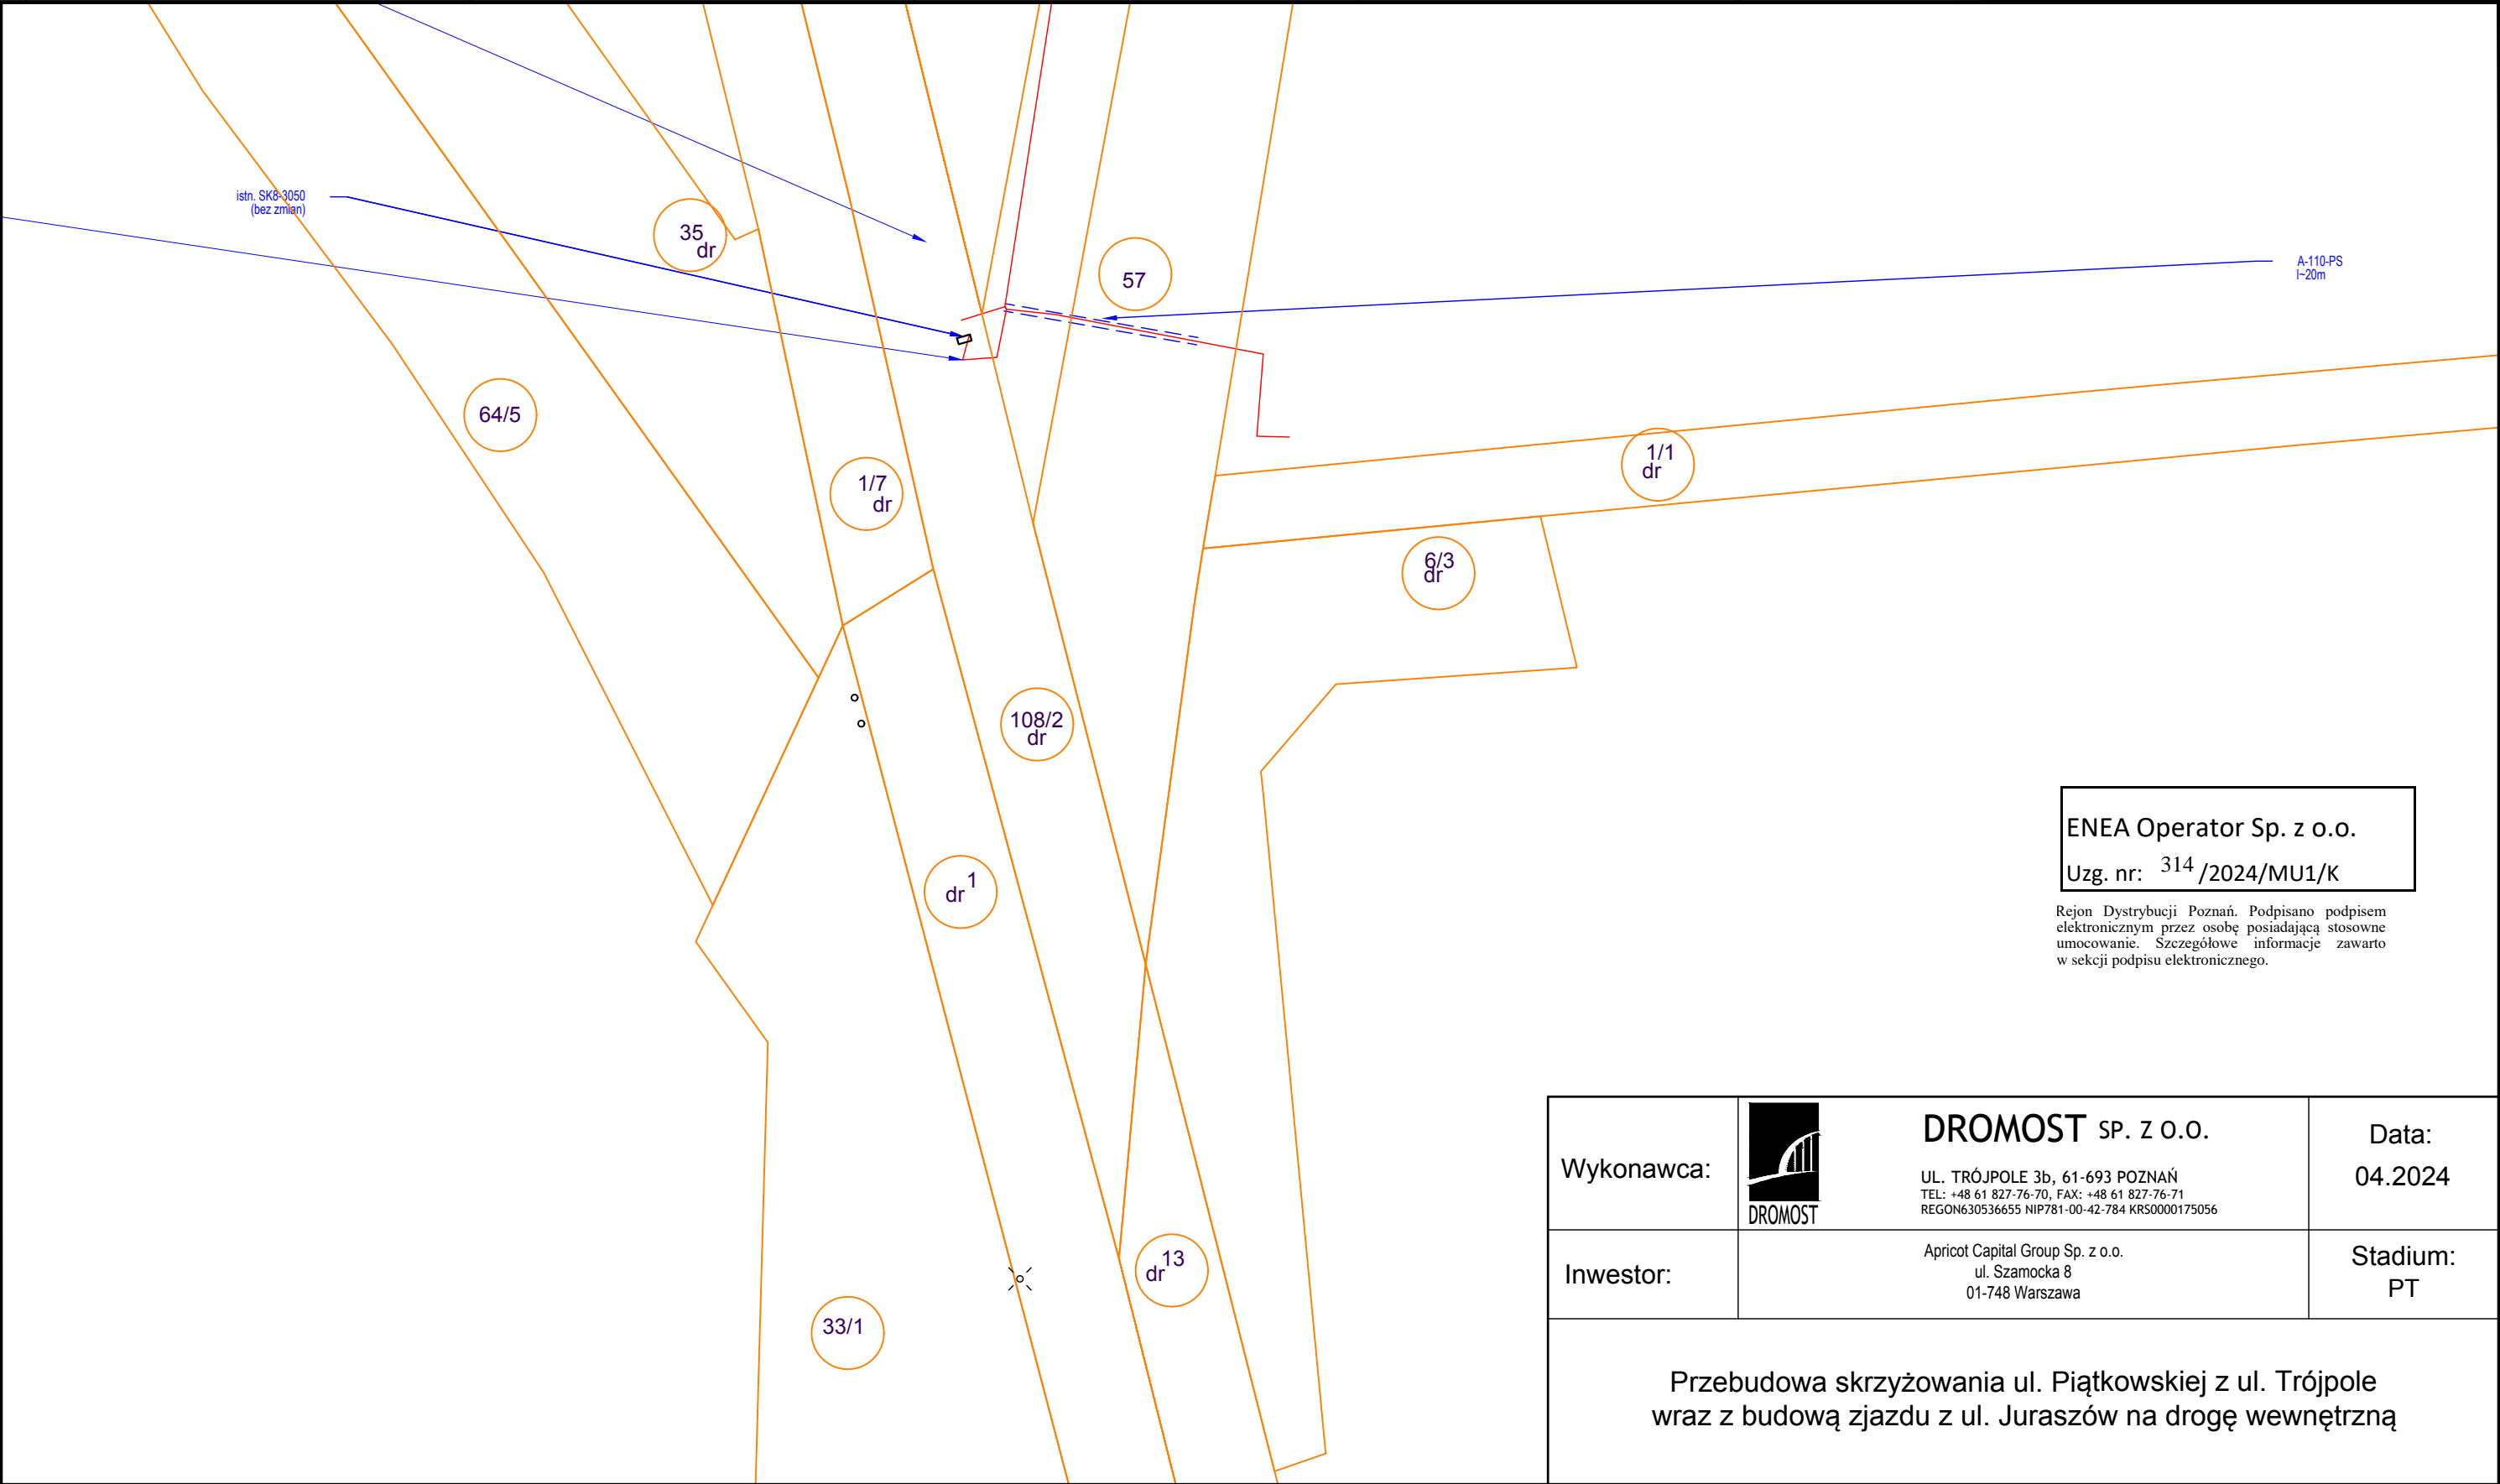 istn. SK8-3050
(bez zmian)
35
dr
57
A-110-PS
l~20m
64/5
1/7
dr
1/1
dr
6/3
dr
108/2
dr
1
dr
13
dr
33/1
ENEA Operator Sp. z o.o.
Uzg. nr: 314 /2024/MU1/K
Rejon Dystrybucji Poznań. Podpisano podpisem
elektronicznym przez osobę posiadającą stosowne
umocowanie. Szczegółowe informacje zawarto
w sekcji podpisu elektronicznego.
Wykonawca:
DROMOST
DROMOST SP. Z O.O.
UL. TRÓJPOLE 3b, 61-693 POZNAŃ
TEL: +48 61 827-76-70, FAX: +48 61 827-76-71
REGON630536655 NIP781-00-42-784 KRS0000175056
Data:
04.2024
Inwestor:
Apricot Capital Group Sp. z o.o.
ul. Szamocka 8
01-748 Warszawa
Stadium:
PT
Przebudowa skrzyżowania ul. Piątkowskiej z ul. Trójpole
wraz z budową zjazdu z ul. Juraszów na drogę wewnętrzną